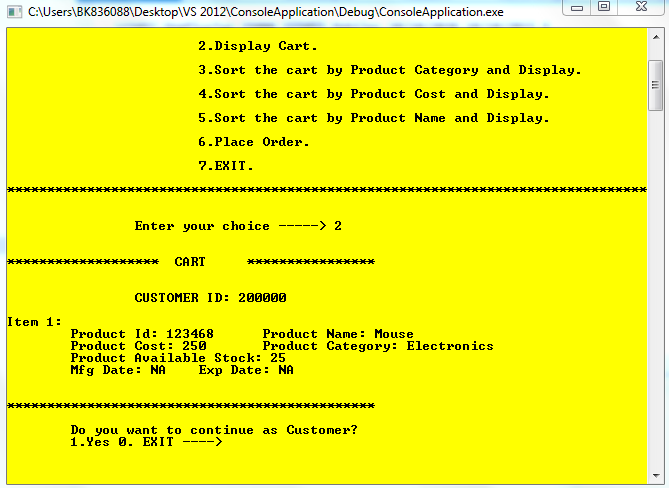 C:\Users\BK836088\Desktop\VS 2012\ConsoleApplication\Debug\ConsoleApplication.exe
2.Display Cart.
3.Sort the cart by Product Category and Display.
4.Sort the cart by Product Cost and Display.
5.Sort the cart by Product Name and Display.
6.Place Order.
7.EXIT.
********************************************************************************
Enter your choice -----> 2
******************* CART ****************
CUSTOMER ID: 200000
Item 1:
Product Id: 123468 Product Name: Mouse
Product Cost: 250 Product Category: Electronics
Product Available Stock: 25
Mfg Date: NA Exp Date: NA
**********************************************
Do you want to continue as Customer?
1.Yes 0. EXIT ---->